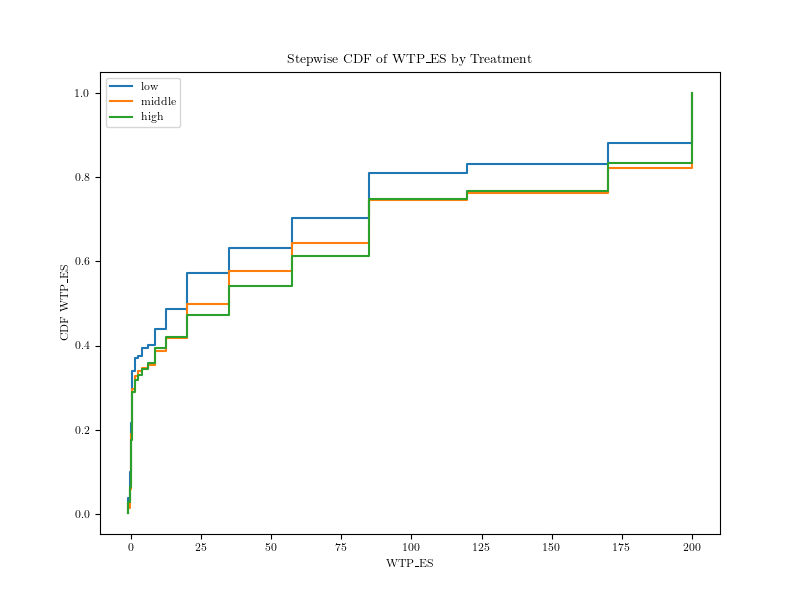 Stepwise CDF of WTP_ES by Treatment
low
middle
high
1.0
0.8
0.6
0.4
0.2
0.0
CDF WTP_ES
0 25 50 75 100 125 150 175 200
WTP_ES